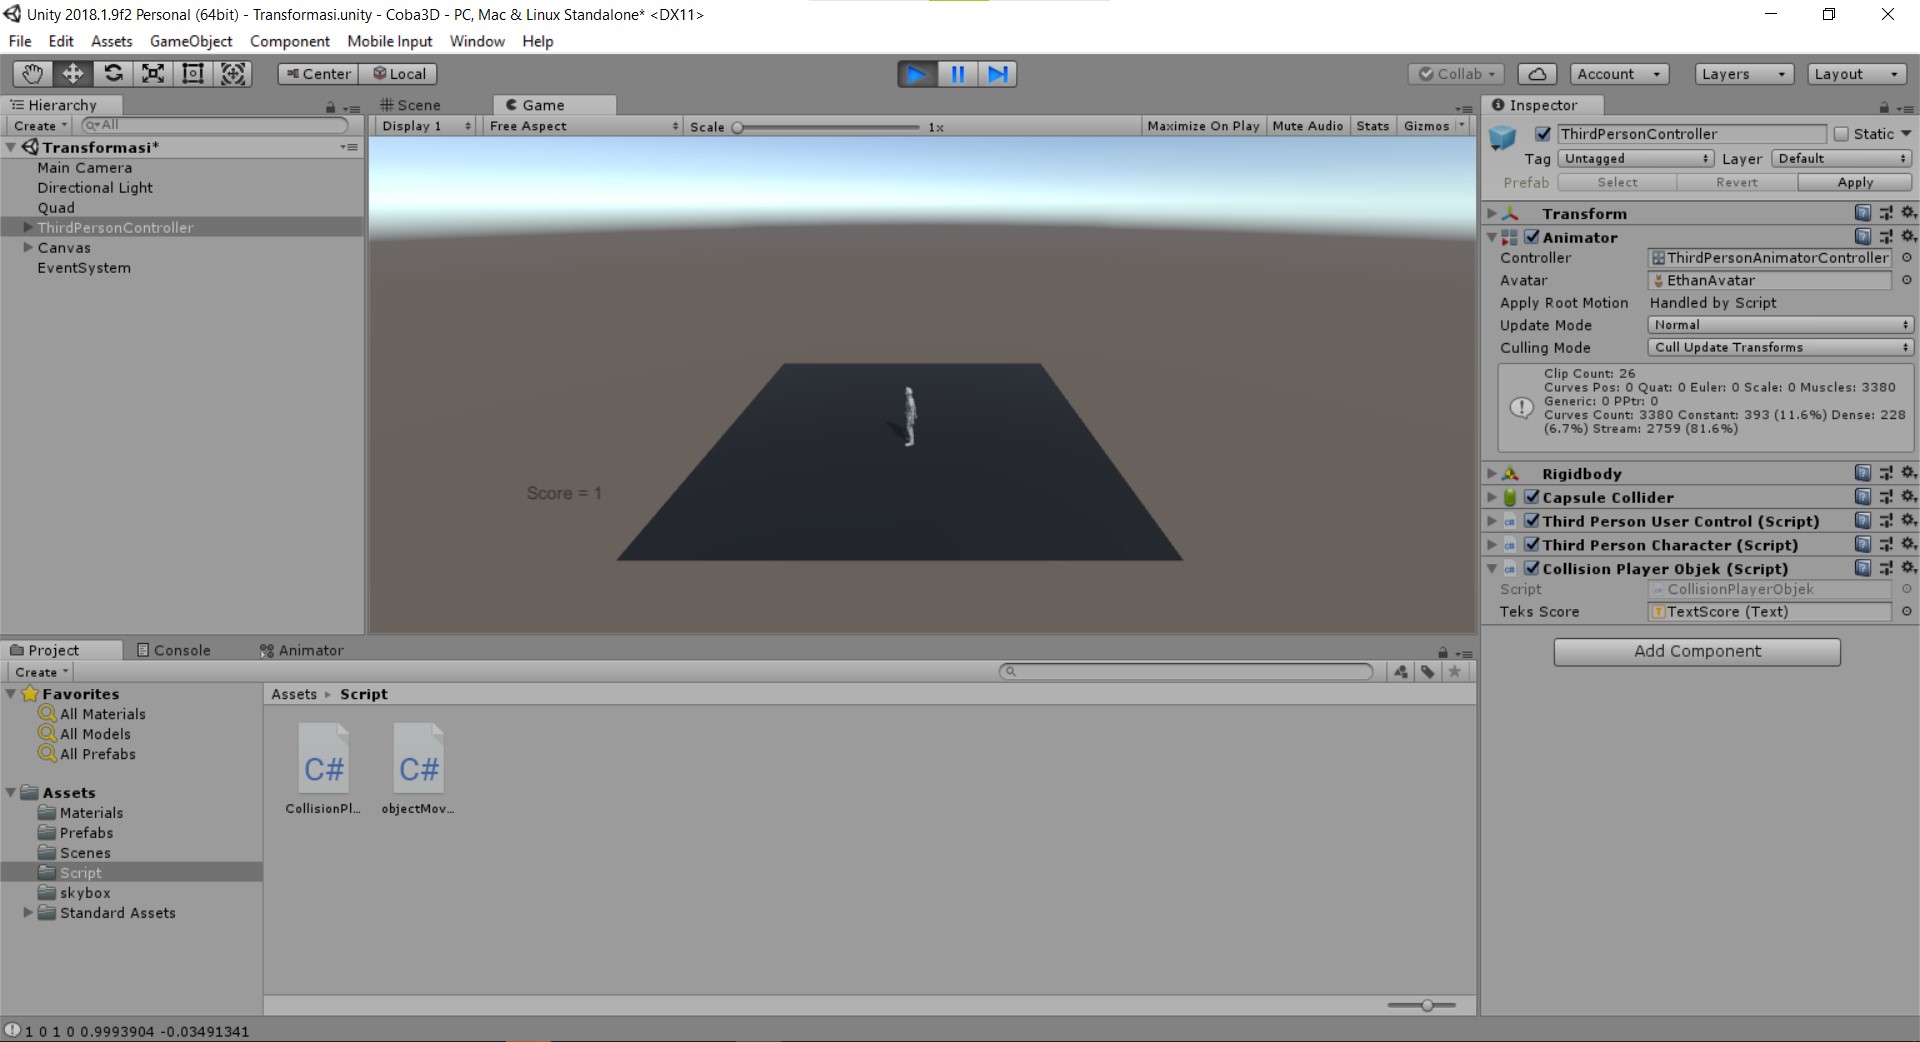 Unity 2018.1.9f2 Personal (64bit) - Transformasi.unity - Coba3D - PC, Mac & Linux Standalone* <DX11>
File Edit Assets GameObject Component Mobile Input Window Help
Center Local Collab Account Layers Layout
Hierarchy
Create All
Transformasi*
Main Camera
Directional Light
Quad
ThirdPersonController
Canvas
EventSystem
Scene Game
Display 1 Free Aspect Scale 1x Maximize On Play Mute Audio Stats Gizmos
Score = 1
Inspector
ThirdPersonController Static
Tag Untagged Layer Default
Prefab Select Revert Apply
Transform
Animator
Controller ThirdPersonAnimatorController
Avatar EthanAvatar
Apply Root Motion Handled by Script
Update Mode Normal
Culling Mode Cull Update Transforms
Clip Count: 26
Curves Pos: 0 Quat: 0 Euler: 0 Scale: 0 Muscles: 3380
Generic: 0 PPtr: 0
Curves Count: 3380 Constant: 393 (11.6%) Dense: 228
(6.7%) Stream: 2759 (81.6%)
Rigidbody
Capsule Collider
Third Person User Control (Script)
Third Person Character (Script)
Collision Player Objek (Script)
Script CollisionPlayerObjek
Teks Score TextScore (Text)
Add Component
Project Console Animator
Create
Favorites
All Materials
All Models
All Prefabs
Assets
Materials
Prefabs
Scenes
Script
skybox
Standard Assets
Assets Script
C# C#
CollisionPl... objectMov...
1 0 1 0 0.9993904 -0.03491341